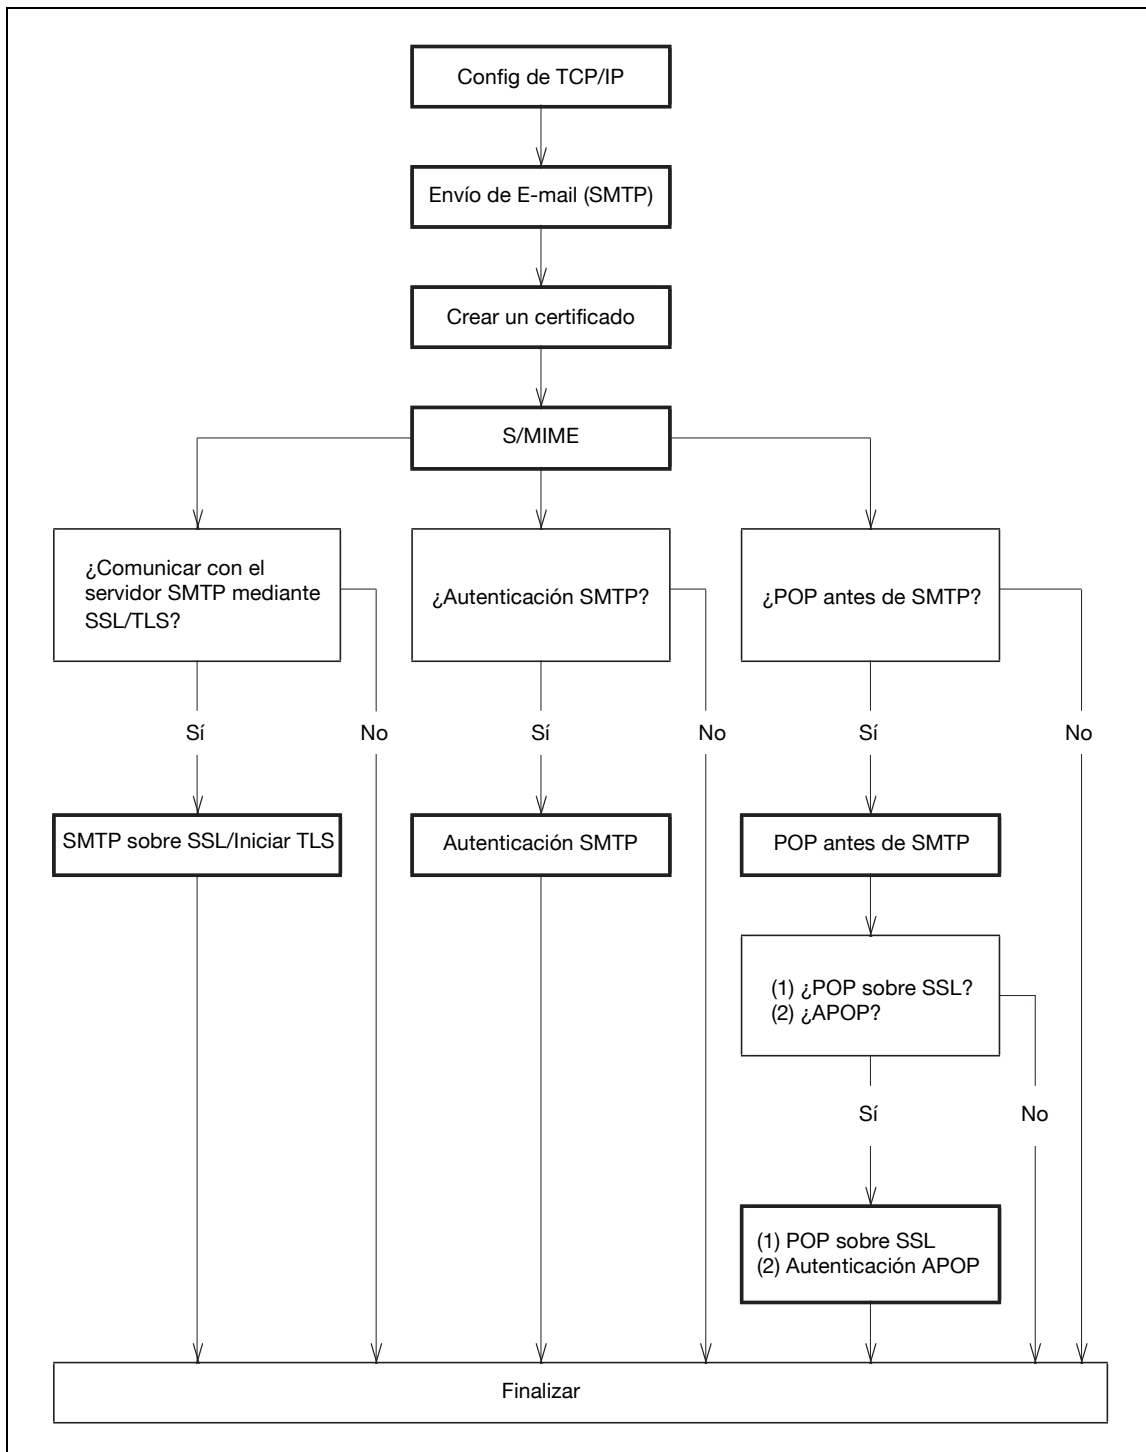 Config de TCP/IP
Envío de E-mail (SMTP)
Crear un certificado
S/MIME
¿Comunicar con el
servidor SMTP mediante
SSL/TLS?
¿Autenticación SMTP?
¿POP antes de SMTP?
Sí
No
Sí
No
Sí
No
SMTP sobre SSL/Iniciar TLS
Autenticación SMTP
POP antes de SMTP
(1) ¿POP sobre SSL?
(2) ¿APOP?
Sí
No
(1) POP sobre SSL
(2) Autenticación APOP
Finalizar